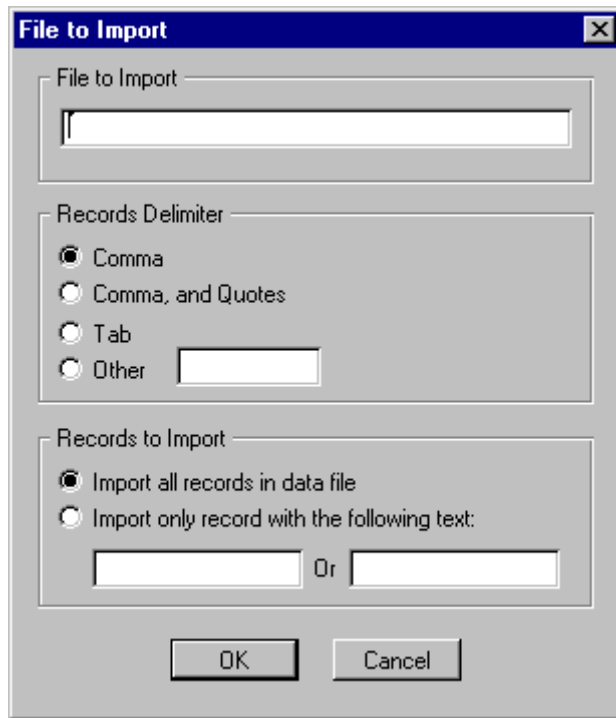 File to Import
File to Import
Records Delimiter
Comma
Comma, and Quotes
Tab
Other
Records to Import
Import all records in data file
Import only record with the following text:
Or
OK Cancel